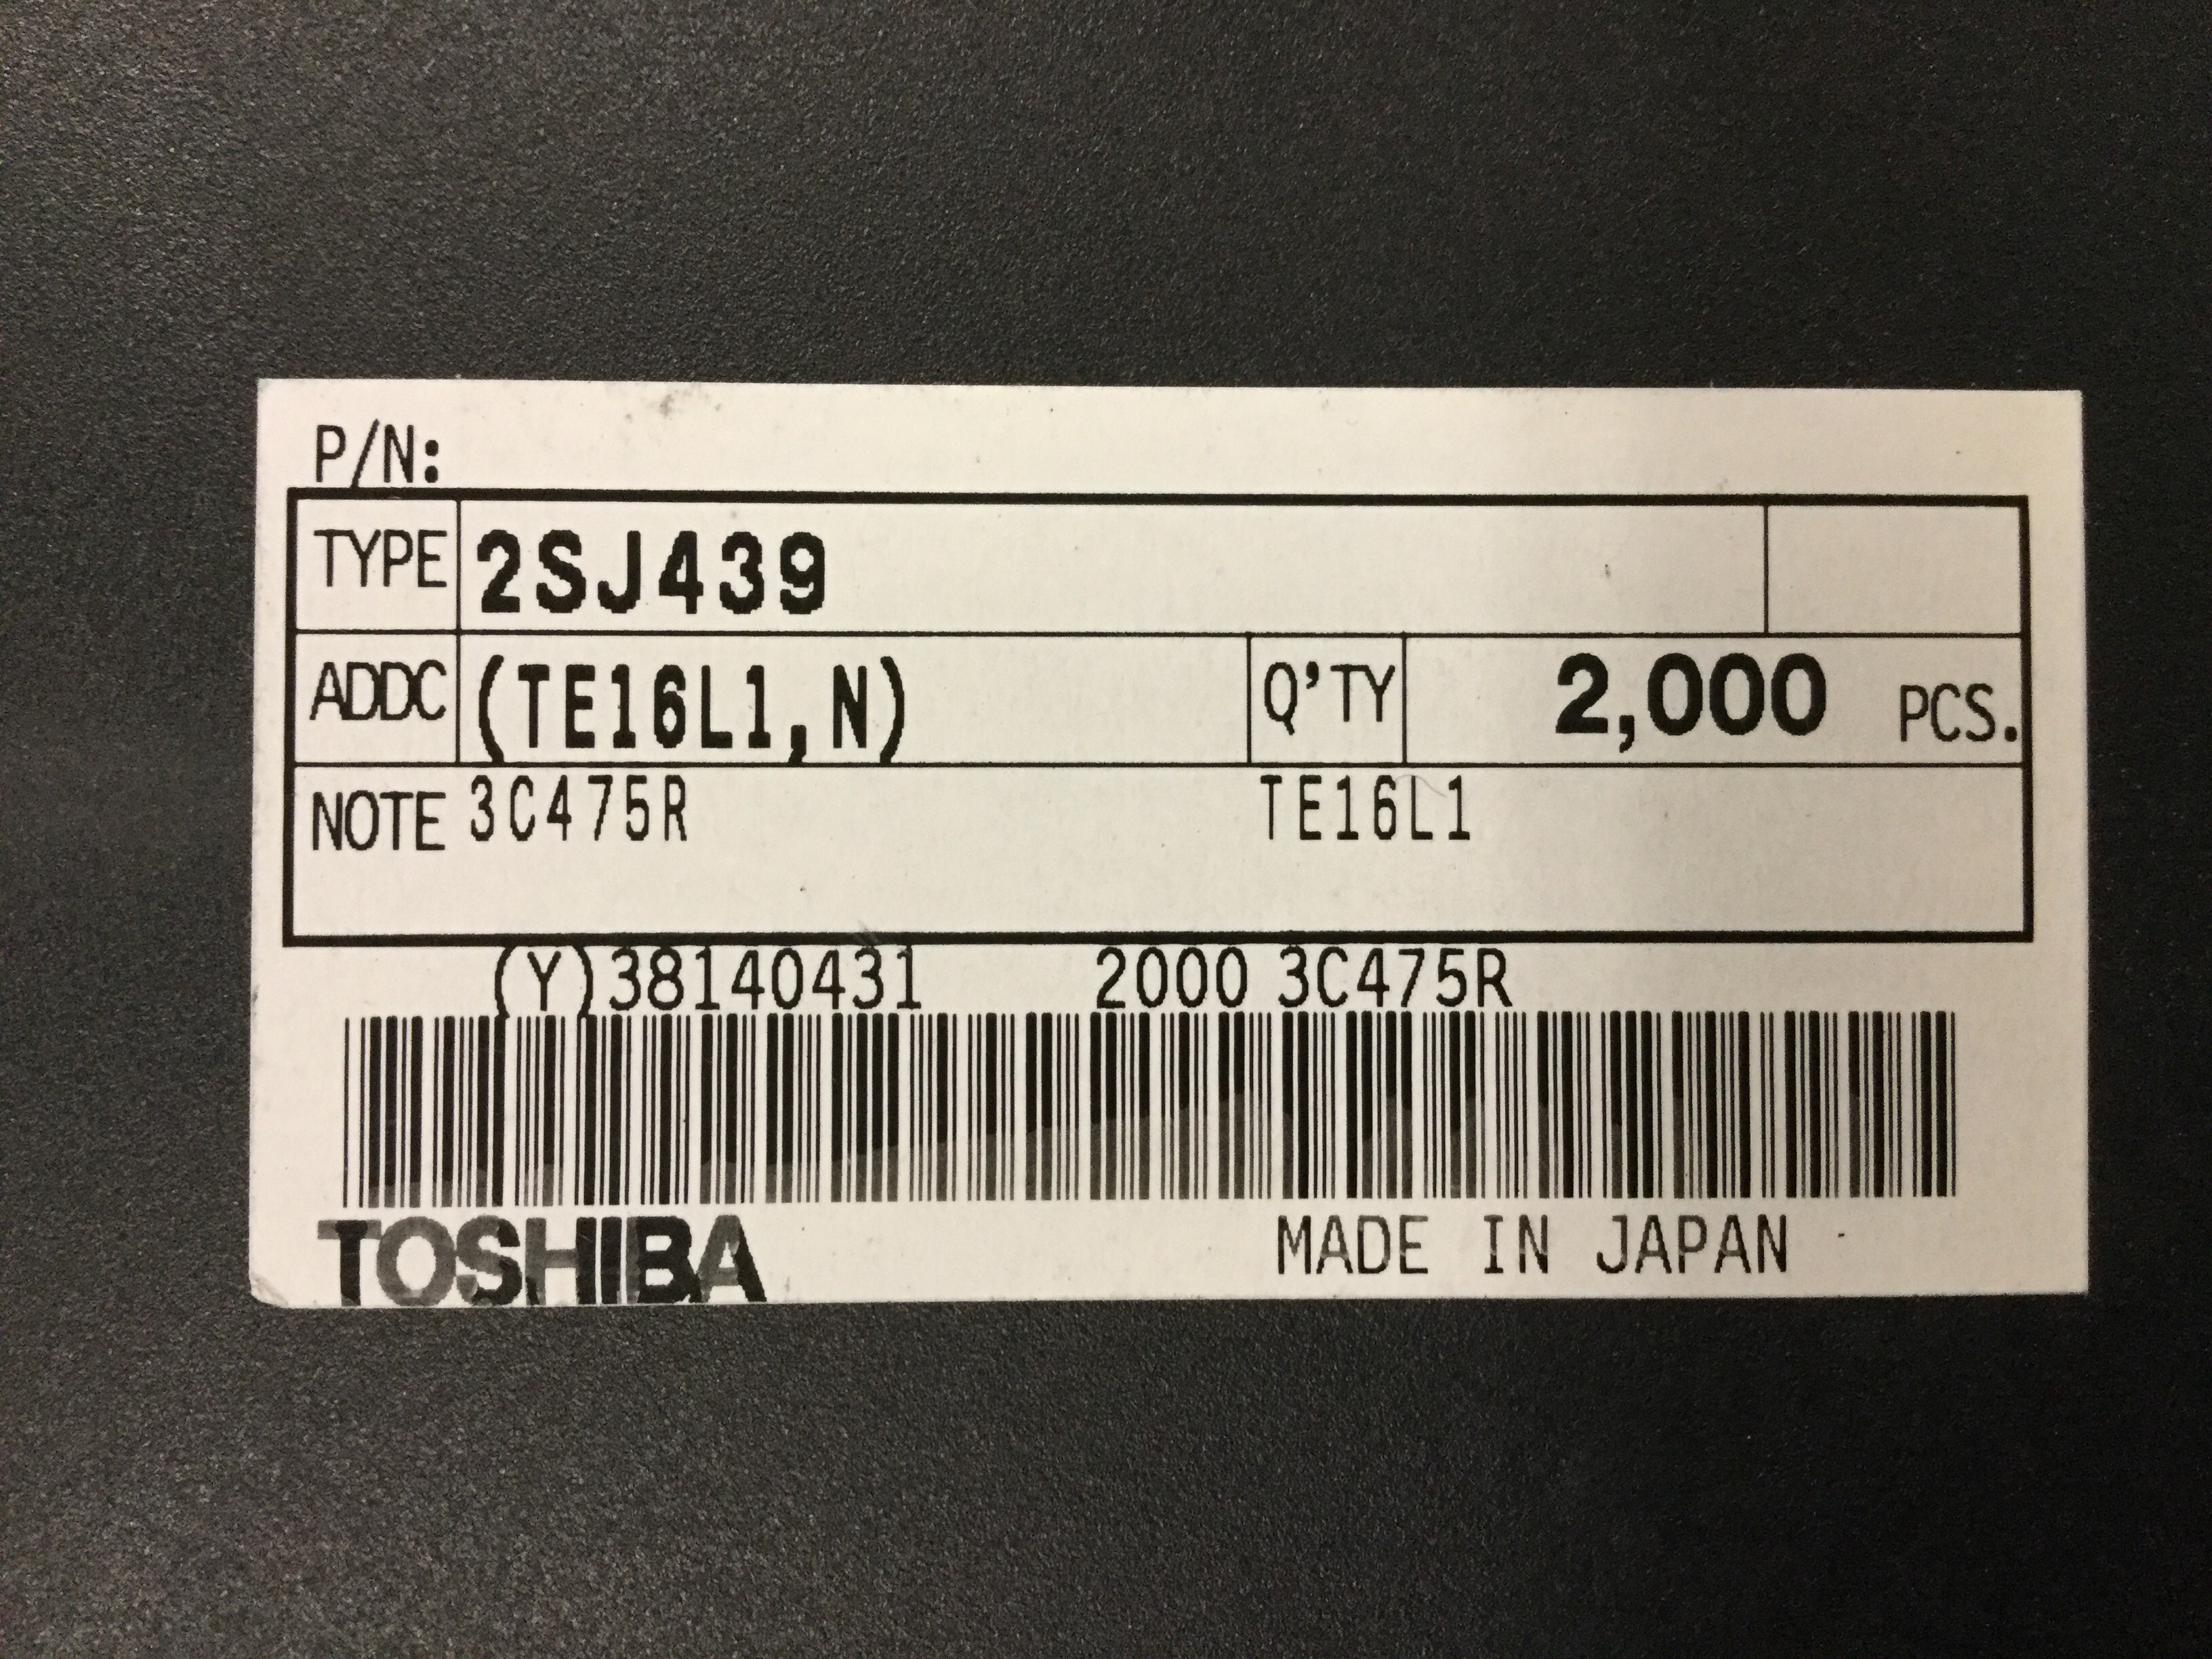 P/N:
TYPE 2SJ439
ADDC (TE16L1,N) Q'TY 2,000 PCS.
NOTE 3C475R TE16L1
(Y)38140431 2000 3C475R
TOSHIBA MADE IN JAPAN